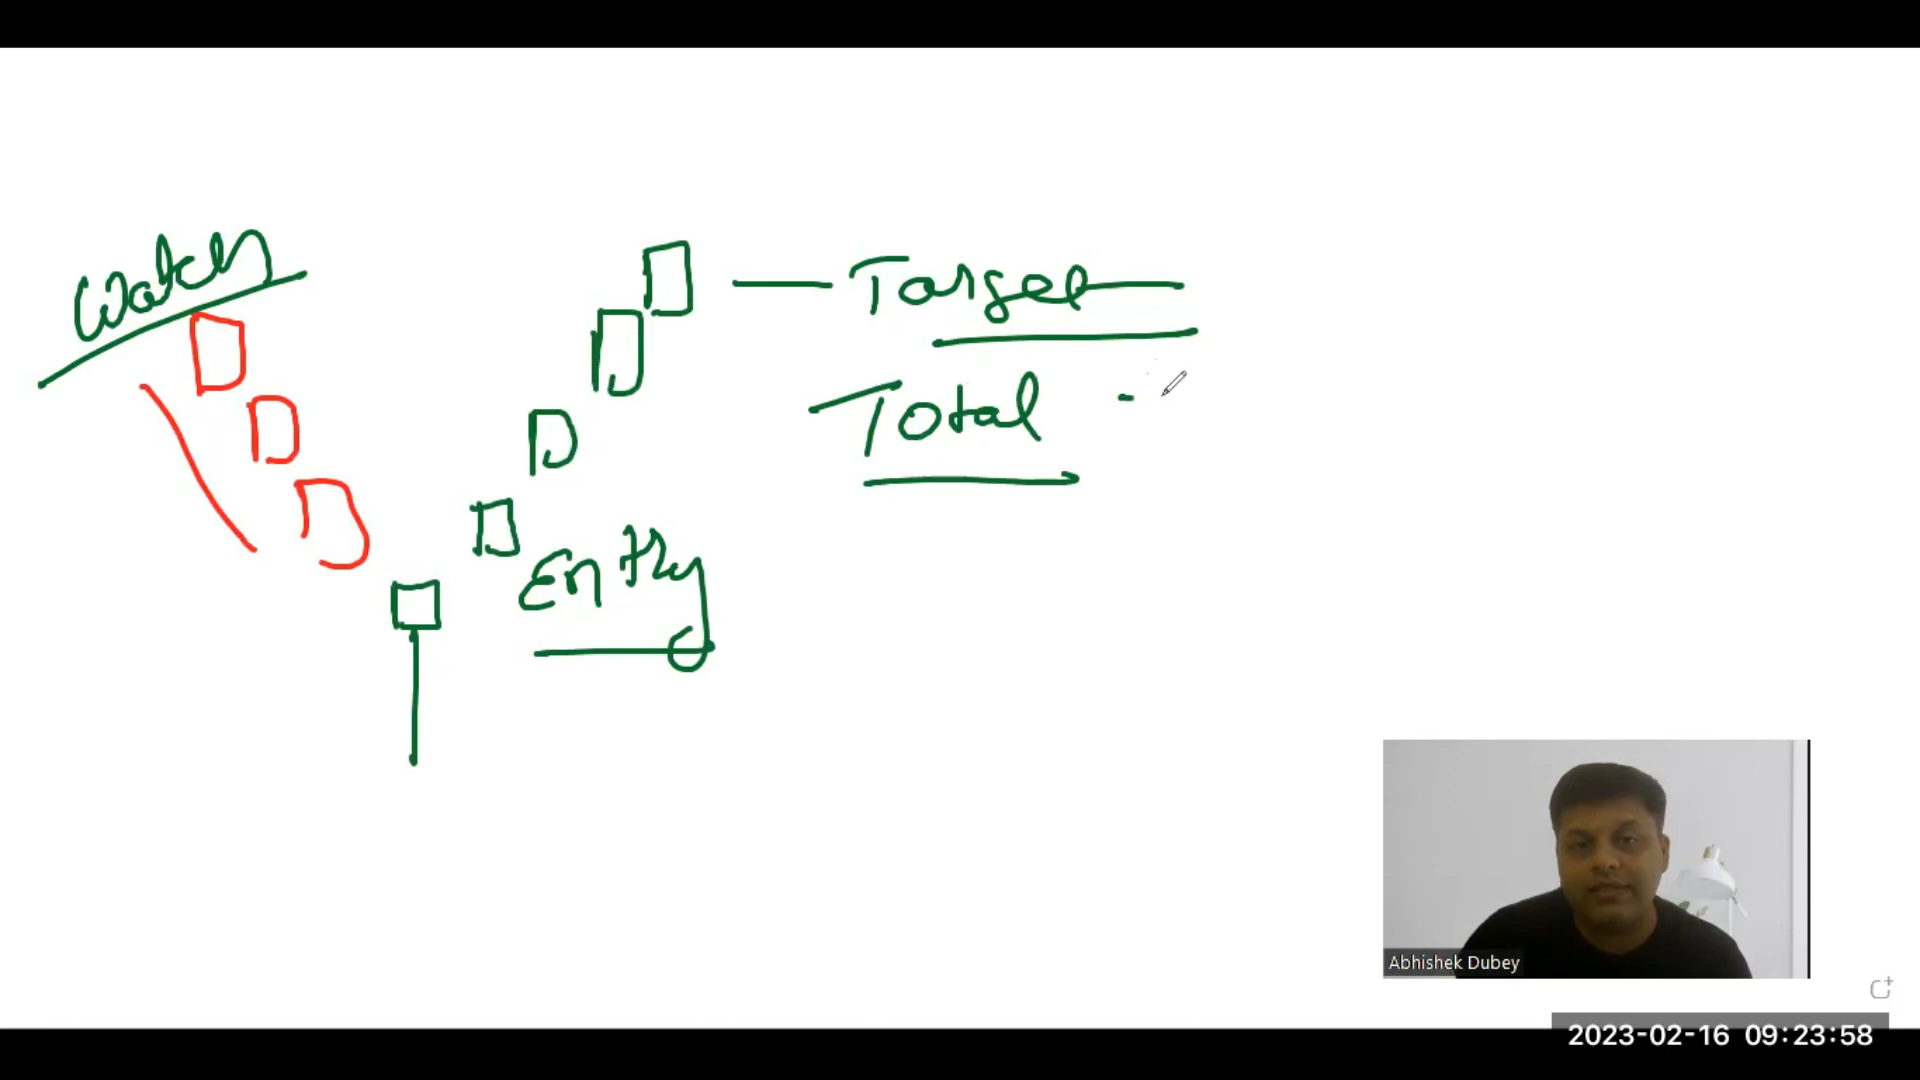 Watch
Target
Total -
Entry
Abhishek Dubey
2023-02-16 09:23:58